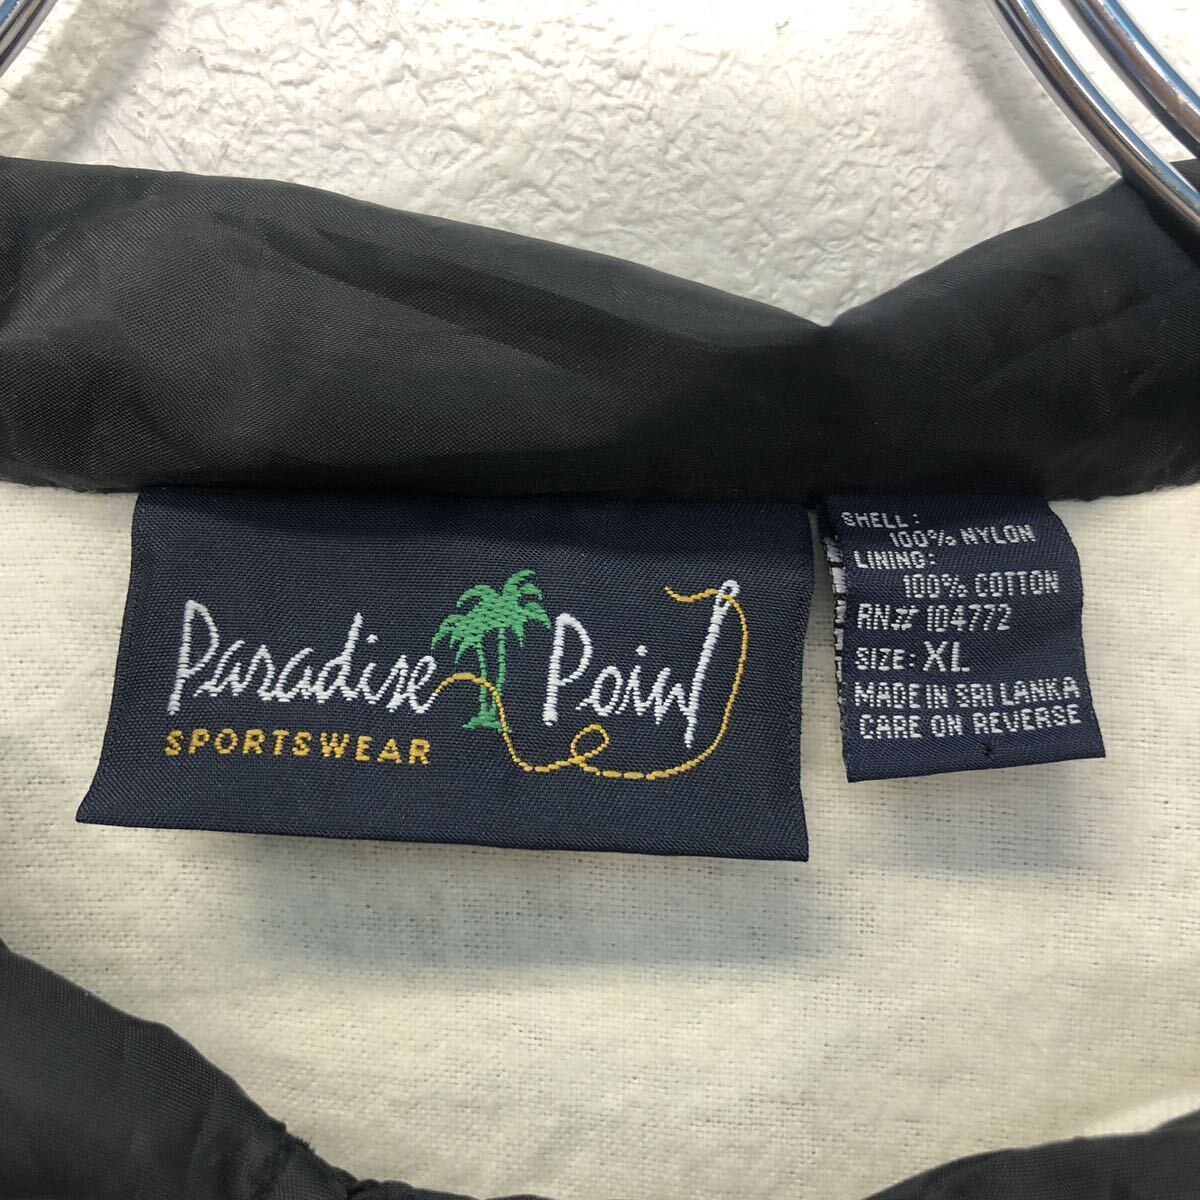 Paradise Point
SPORTSWEAR
SHELL:
100% NYLON
LINING:
100% COTTON
RN# 104772
SIZE: XL
MADE IN SRI LANKA
CARE ON REVERSE